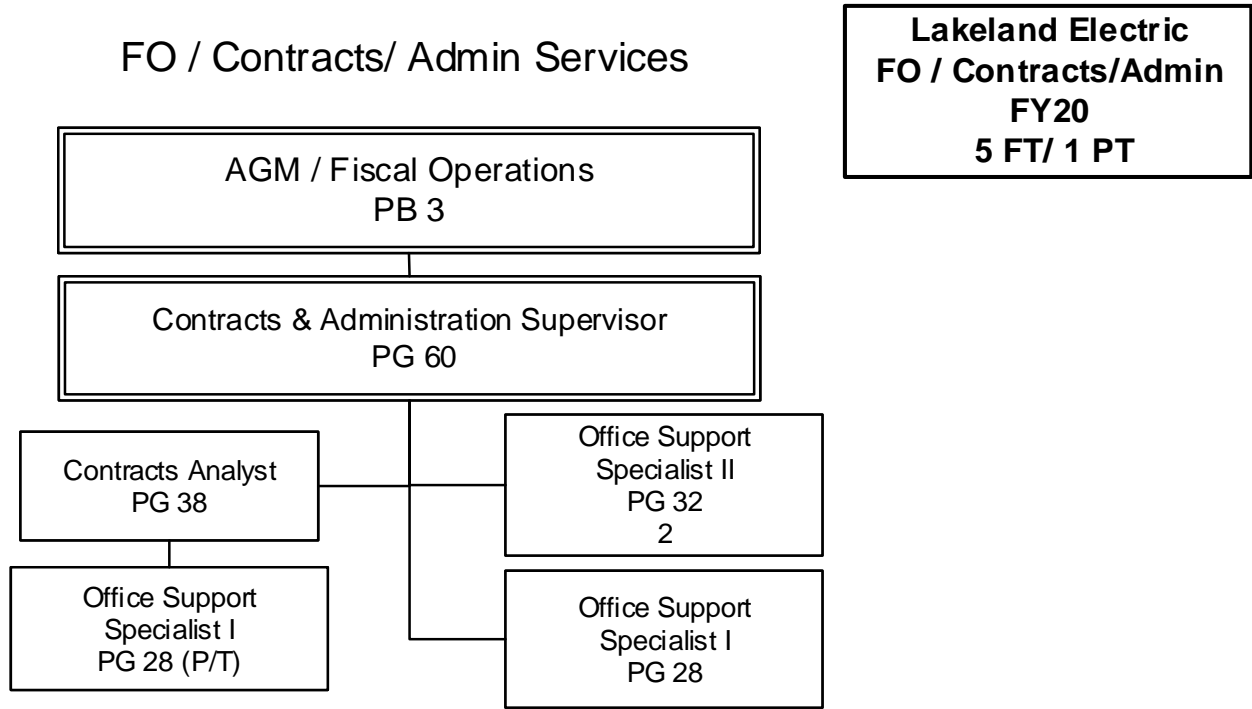 FO / Contracts/ Admin Services
Lakeland Electric
FO / Contracts/Admin
FY20
5 FT/ 1 PT
AGM / Fiscal Operations
PB 3
Contracts & Administration Supervisor
PG 60
Contracts Analyst
PG 38
Office Support
Specialist II
PG 32
2
Office Support
Specialist I
PG 28 (P/T)
Office Support
Specialist I
PG 28